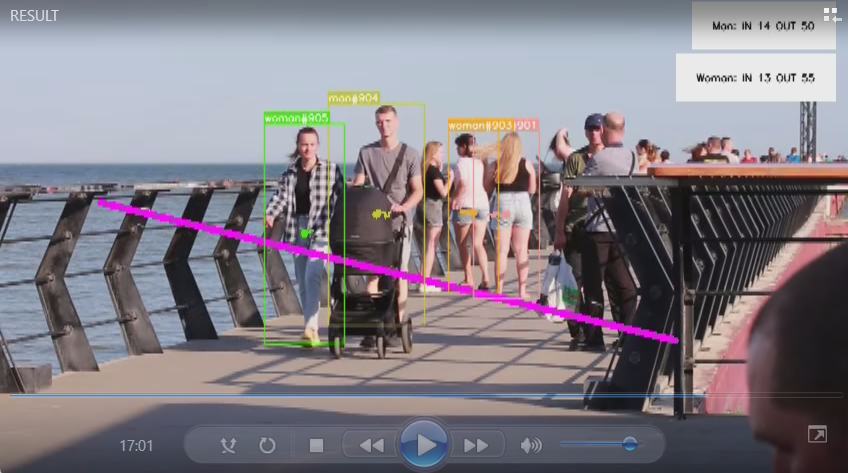 RESULT
Man: IN 14 OUT 50
Woman: IN 13 OUT 55
man#904
woman#905
woman#903
901
17:01